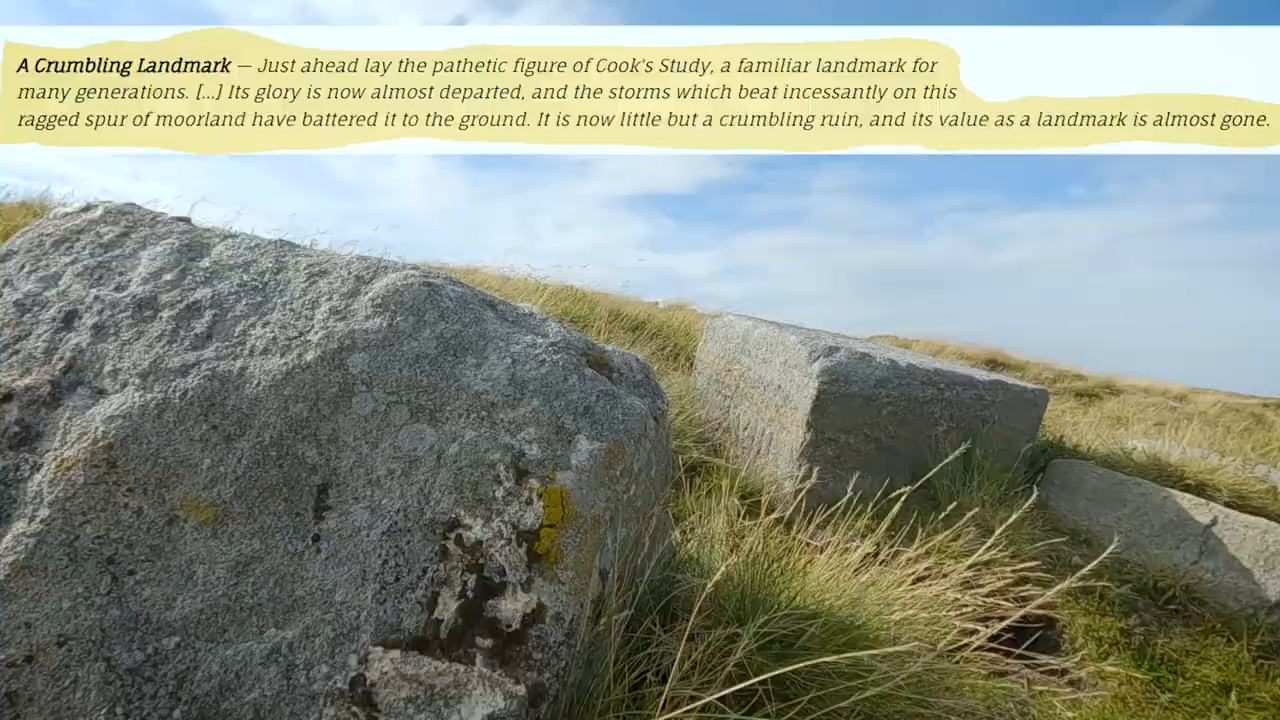 A Crumbling Landmark — Just ahead lay the pathetic figure of Cook's Study, a familiar landmark for
many generations. [...] Its glory is now almost departed, and the storms which beat incessantly on this
ragged spur of moorland have battered it to the ground. It is now little but a crumbling ruin, and its value as a landmark is almost gone.